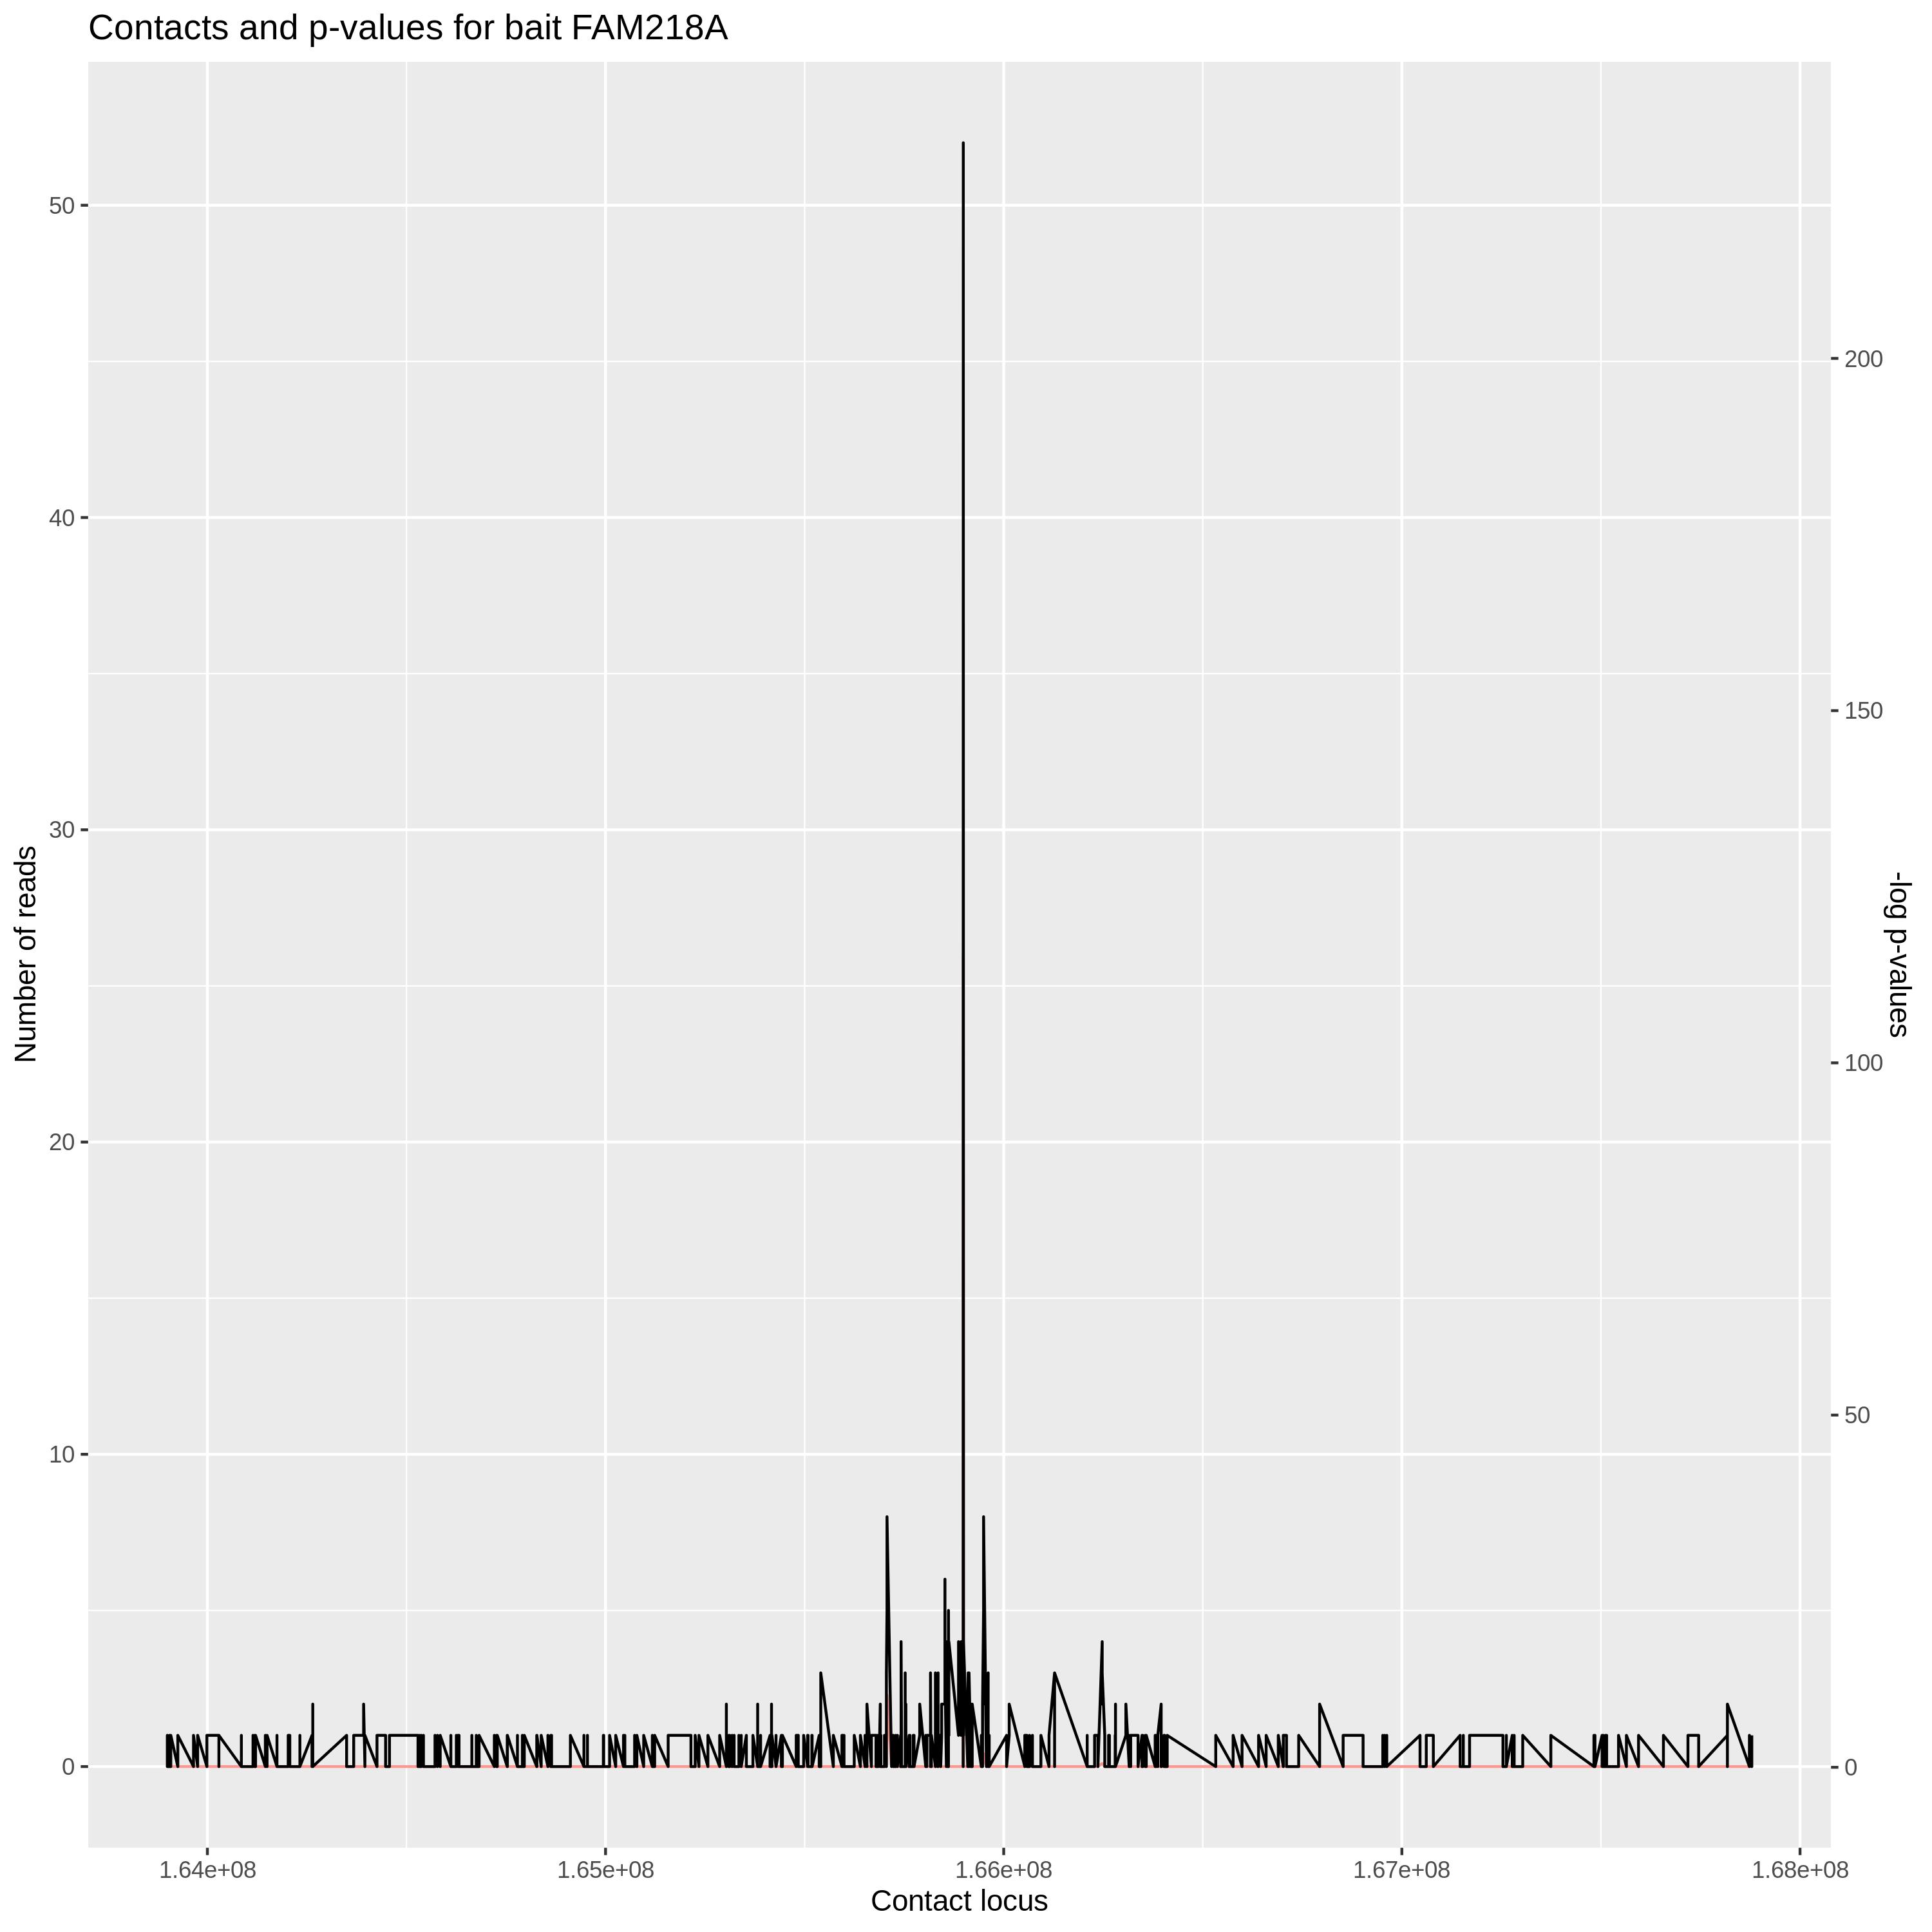 Contacts and p-values for bait FAM218A
Number of reads
50
40
30
20
10
0
200
150
100
50
0
-log p-values
1.64e+08 1.65e+08 1.66e+08 1.67e+08 1.68e+08
Contact locus